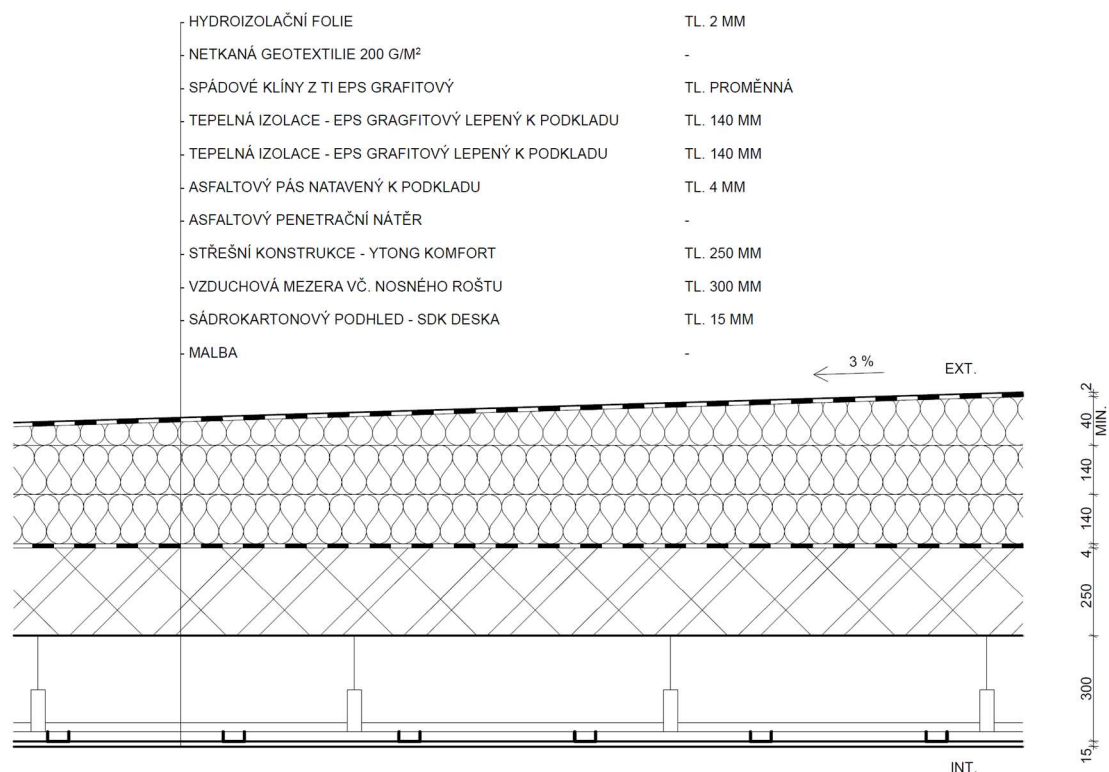 HYDROIZOLAČNÍ FOLIE TL. 2 MM
NETKANÁ GEOTEXTILIE 200 G/M² -
SPÁDOVÉ KLÍNY Z TI EPS GRAFITOVÝ TL. PROMĚNNÁ
TEPELNÁ IZOLACE - EPS GRAGFITOVÝ LEPENÝ K PODKLADU TL. 140 MM
TEPELNÁ IZOLACE - EPS GRAFITOVÝ LEPENÝ K PODKLADU TL. 140 MM
ASFALTOVÝ PÁS NATAVENÝ K PODKLADU TL. 4 MM
ASFALTOVÝ PENETRAČNÍ NÁTĚR -
STŘEŠNÍ KONSTRUKCE - YTONG KOMFORT TL. 250 MM
VZDUCHOVÁ MEZERA VČ. NOSNÉHO ROŠTU TL. 300 MM
SÁDROKARTONOVÝ PODHLED - SDK DESKA TL. 15 MM
MALBA -
3 %
EXT.
2
40
MIN.
140
140
4
250
300
15
INT.